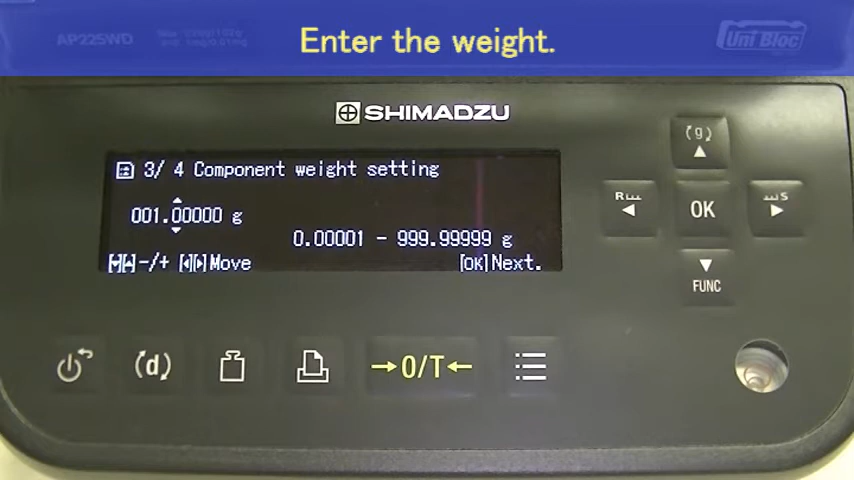 Enter the weight.
AP225WD
Uni Bloc
SHIMADZU
3/ 4 Component weight setting
001.00000 g
0.00001 - 999.99999 g
-/+ Move
[OK]Next.
(g)
R
S
OK
FUNC
(d)
→0/T←